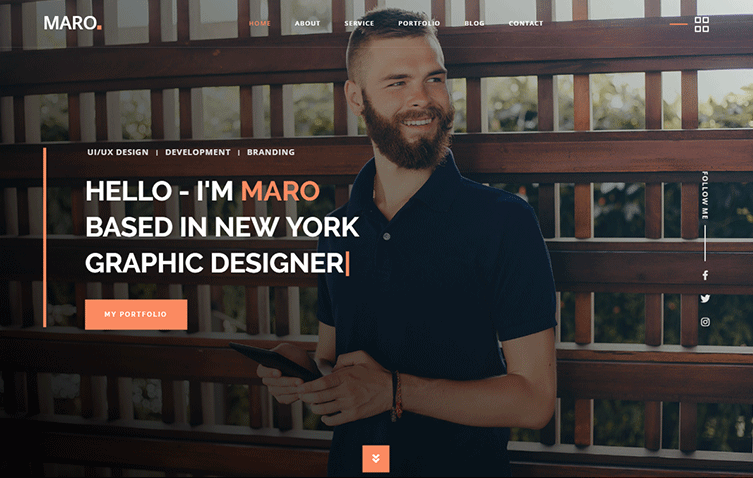 MARO.
HOME ABOUT SERVICE PORTFOLIO BLOG CONTACT
UI/UX DESIGN | DEVELOPMENT | BRANDING
HELLO - I'M MARO
BASED IN NEW YORK
GRAPHIC DESIGNER|
MY PORTFOLIO
FOLLOW ME